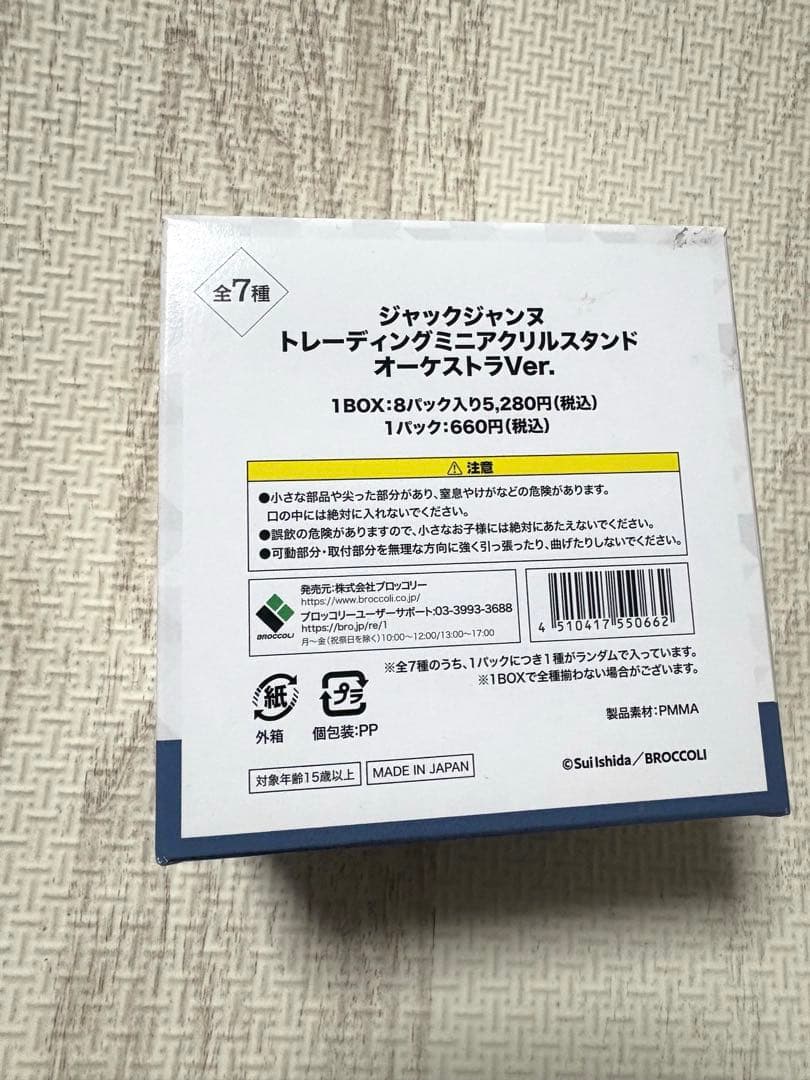 全7種
ジャックジャンヌ
トレーディングミニアクリルスタンド
オーケストラVer.
1BOX:8パック入り5,280円(税込)
1パック:660円(税込)
⚠注意
●小さな部品や尖った部分があり、窒息やけがなどの危険があります。
口の中には絶対に入れないでください。
●誤飲の危険がありますので、小さなお子様には絶対にあたえないでください。
●可動部分・取付部分を無理な方向に強く引っ張ったり、曲げたりしないでください。
BROCCOLI
発売元:株式会社ブロッコリー
https://www.broccoli.co.jp/
ブロッコリーユーザーサポート:03-3993-3688
https://bro.jp/re/1
月~金(祝祭日を除く)10:00~12:00/13:00~17:00
4 510417 550662
※全7種のうち、1パックにつき1種がランダムで入っています。
※1BOXで全種揃わない場合がございます。
紙
外箱
プラ
個包装:PP
製品素材:PMMA
対象年齢15歳以上
MADE IN JAPAN
©Sui Ishida/BROCCOLI